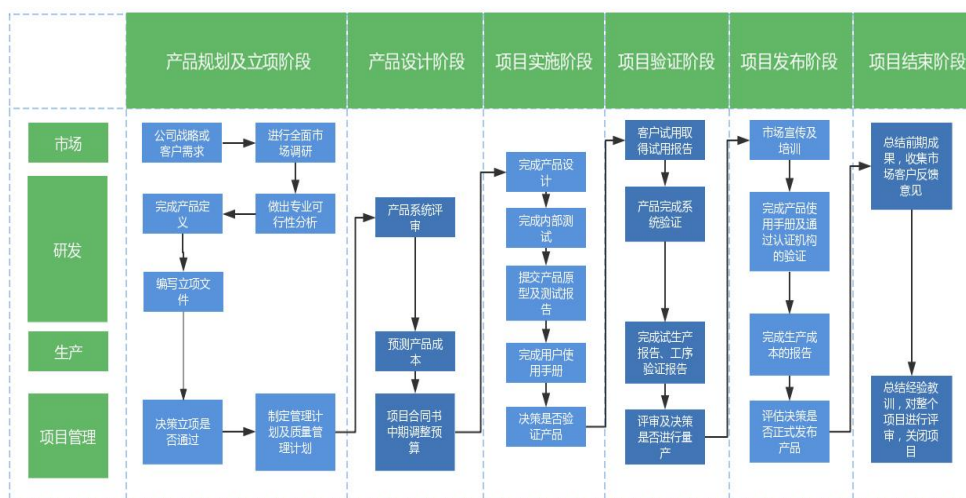 产品规划及立项阶段
产品设计阶段
项目实施阶段
项目验证阶段
项目发布阶段
项目结束阶段
市场
研发
生产
项目管理
公司战略或
客户需求
进行全面市
场调研
做出专业可
行性分析
完成产品定
义
编写立项文
件
决策立项是
否通过
制定管理计
划及质量管
理计划
产品系统评
审
预测产品成
本
项目合同书
中期调整预
算
完成产品设
计
完成内部测
试
提交产品原
型及测试报
告
完成用户使
用手册
决策是否验
证产品
客户试用取
得试用报告
产品完成系
统验证
完成试生产
报告、工序
验证报告
评审及决策
是否进行量
产
市场宣传及
培训
完成产品使
用手册及通
过认证机构
的验证
完成生产成
本的报告
评估决策是
否正式发布
产品
总结前期成
果，收集市
场客户反馈
意见
总结经验教
训，对整个
项目进行评
审，关闭项
目